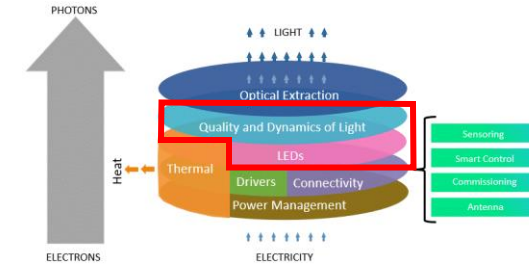 PHOTONS
LIGHT
Optical Extraction
Quality and Dynamics of Light
LEDs
Thermal
Heat
Drivers
Connectivity
Power Management
Sensoring
Smart Control
Commissioning
Antenna
ELECTRONS
ELECTRICITY